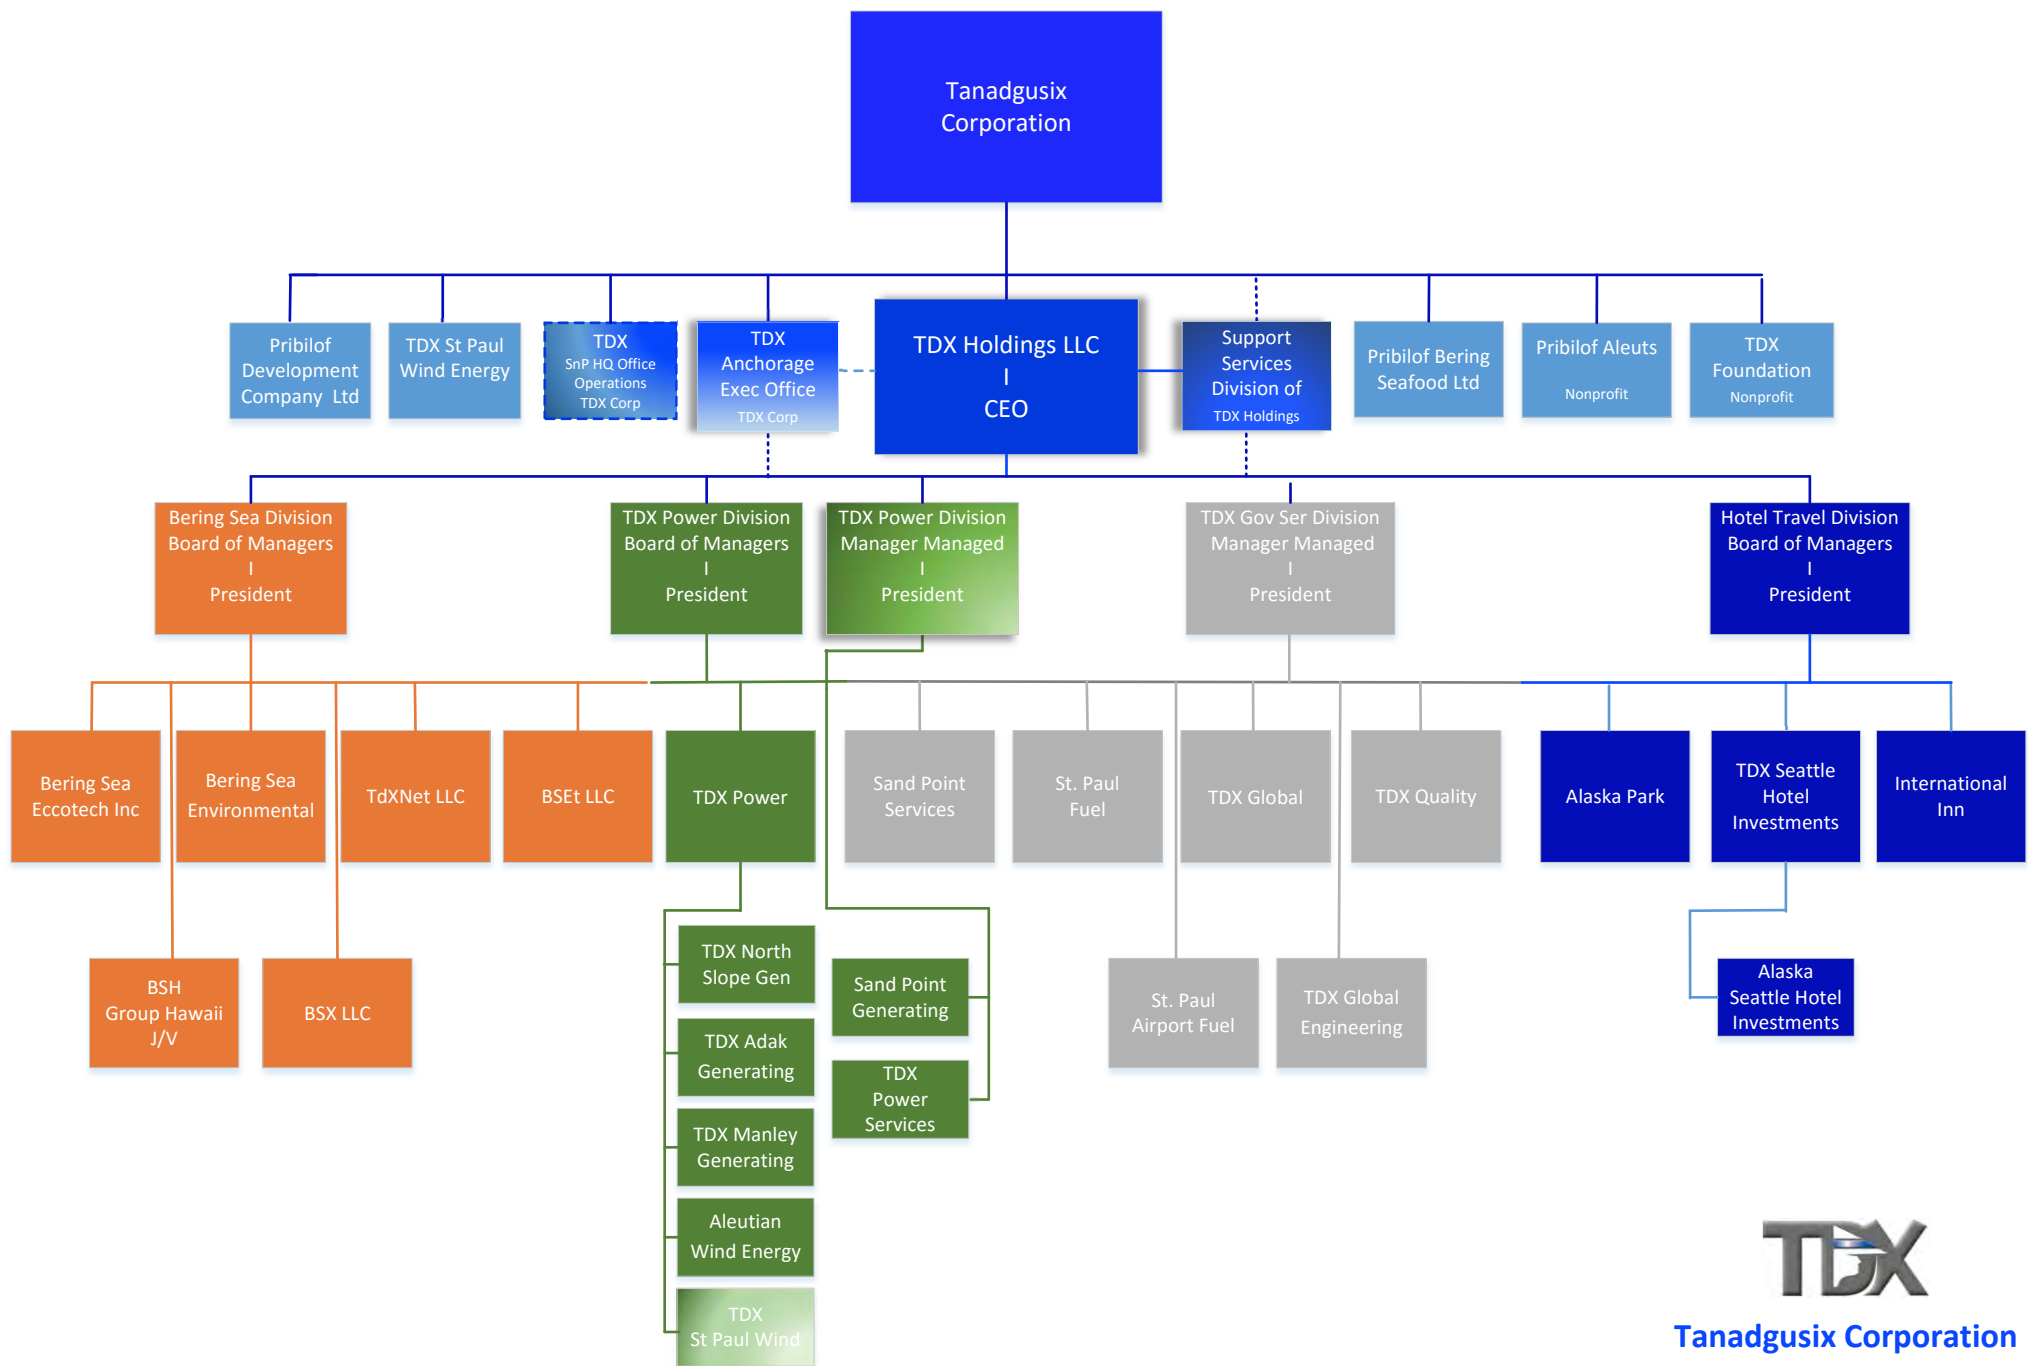 Tanadgusix
Corporation
Pribilof
Development
Company Ltd
TDX St Paul
Wind Energy
TDX
SnP HQ Office
Operations
TDX Corp
TDX
Anchorage
Exec Office
TDX Corp
TDX Holdings LLC
I
CEO
Support
Services
Division of
TDX Holdings
Pribilof Bering
Seafood Ltd
Pribilof Aleuts
Nonprofit
TDX
Foundation
Nonprofit
Bering Sea Division
Board of Managers
I
President
TDX Power Division
Board of Managers
I
President
TDX Power Division
Manager Managed
I
President
TDX Gov Ser Division
Manager Managed
I
President
Hotel Travel Division
Board of Managers
I
President
Bering Sea
Eccotech Inc
Bering Sea
Environmental
TdXNet LLC
BSEt LLC
TDX Power
Sand Point
Services
St. Paul
Fuel
TDX Global
TDX Quality
Alaska Park
TDX Seattle
Hotel
Investments
International
Inn
BSH
Group Hawaii
J/V
BSX LLC
TDX North
Slope Gen
TDX Adak
Generating
TDX Manley
Generating
Aleutian
Wind Energy
TDX
St Paul Wind
Sand Point
Generating
TDX
Power
Services
St. Paul
Airport Fuel
TDX Global
Engineering
Alaska
Seattle Hotel
Investments
TDX
Tanadgusix Corporation